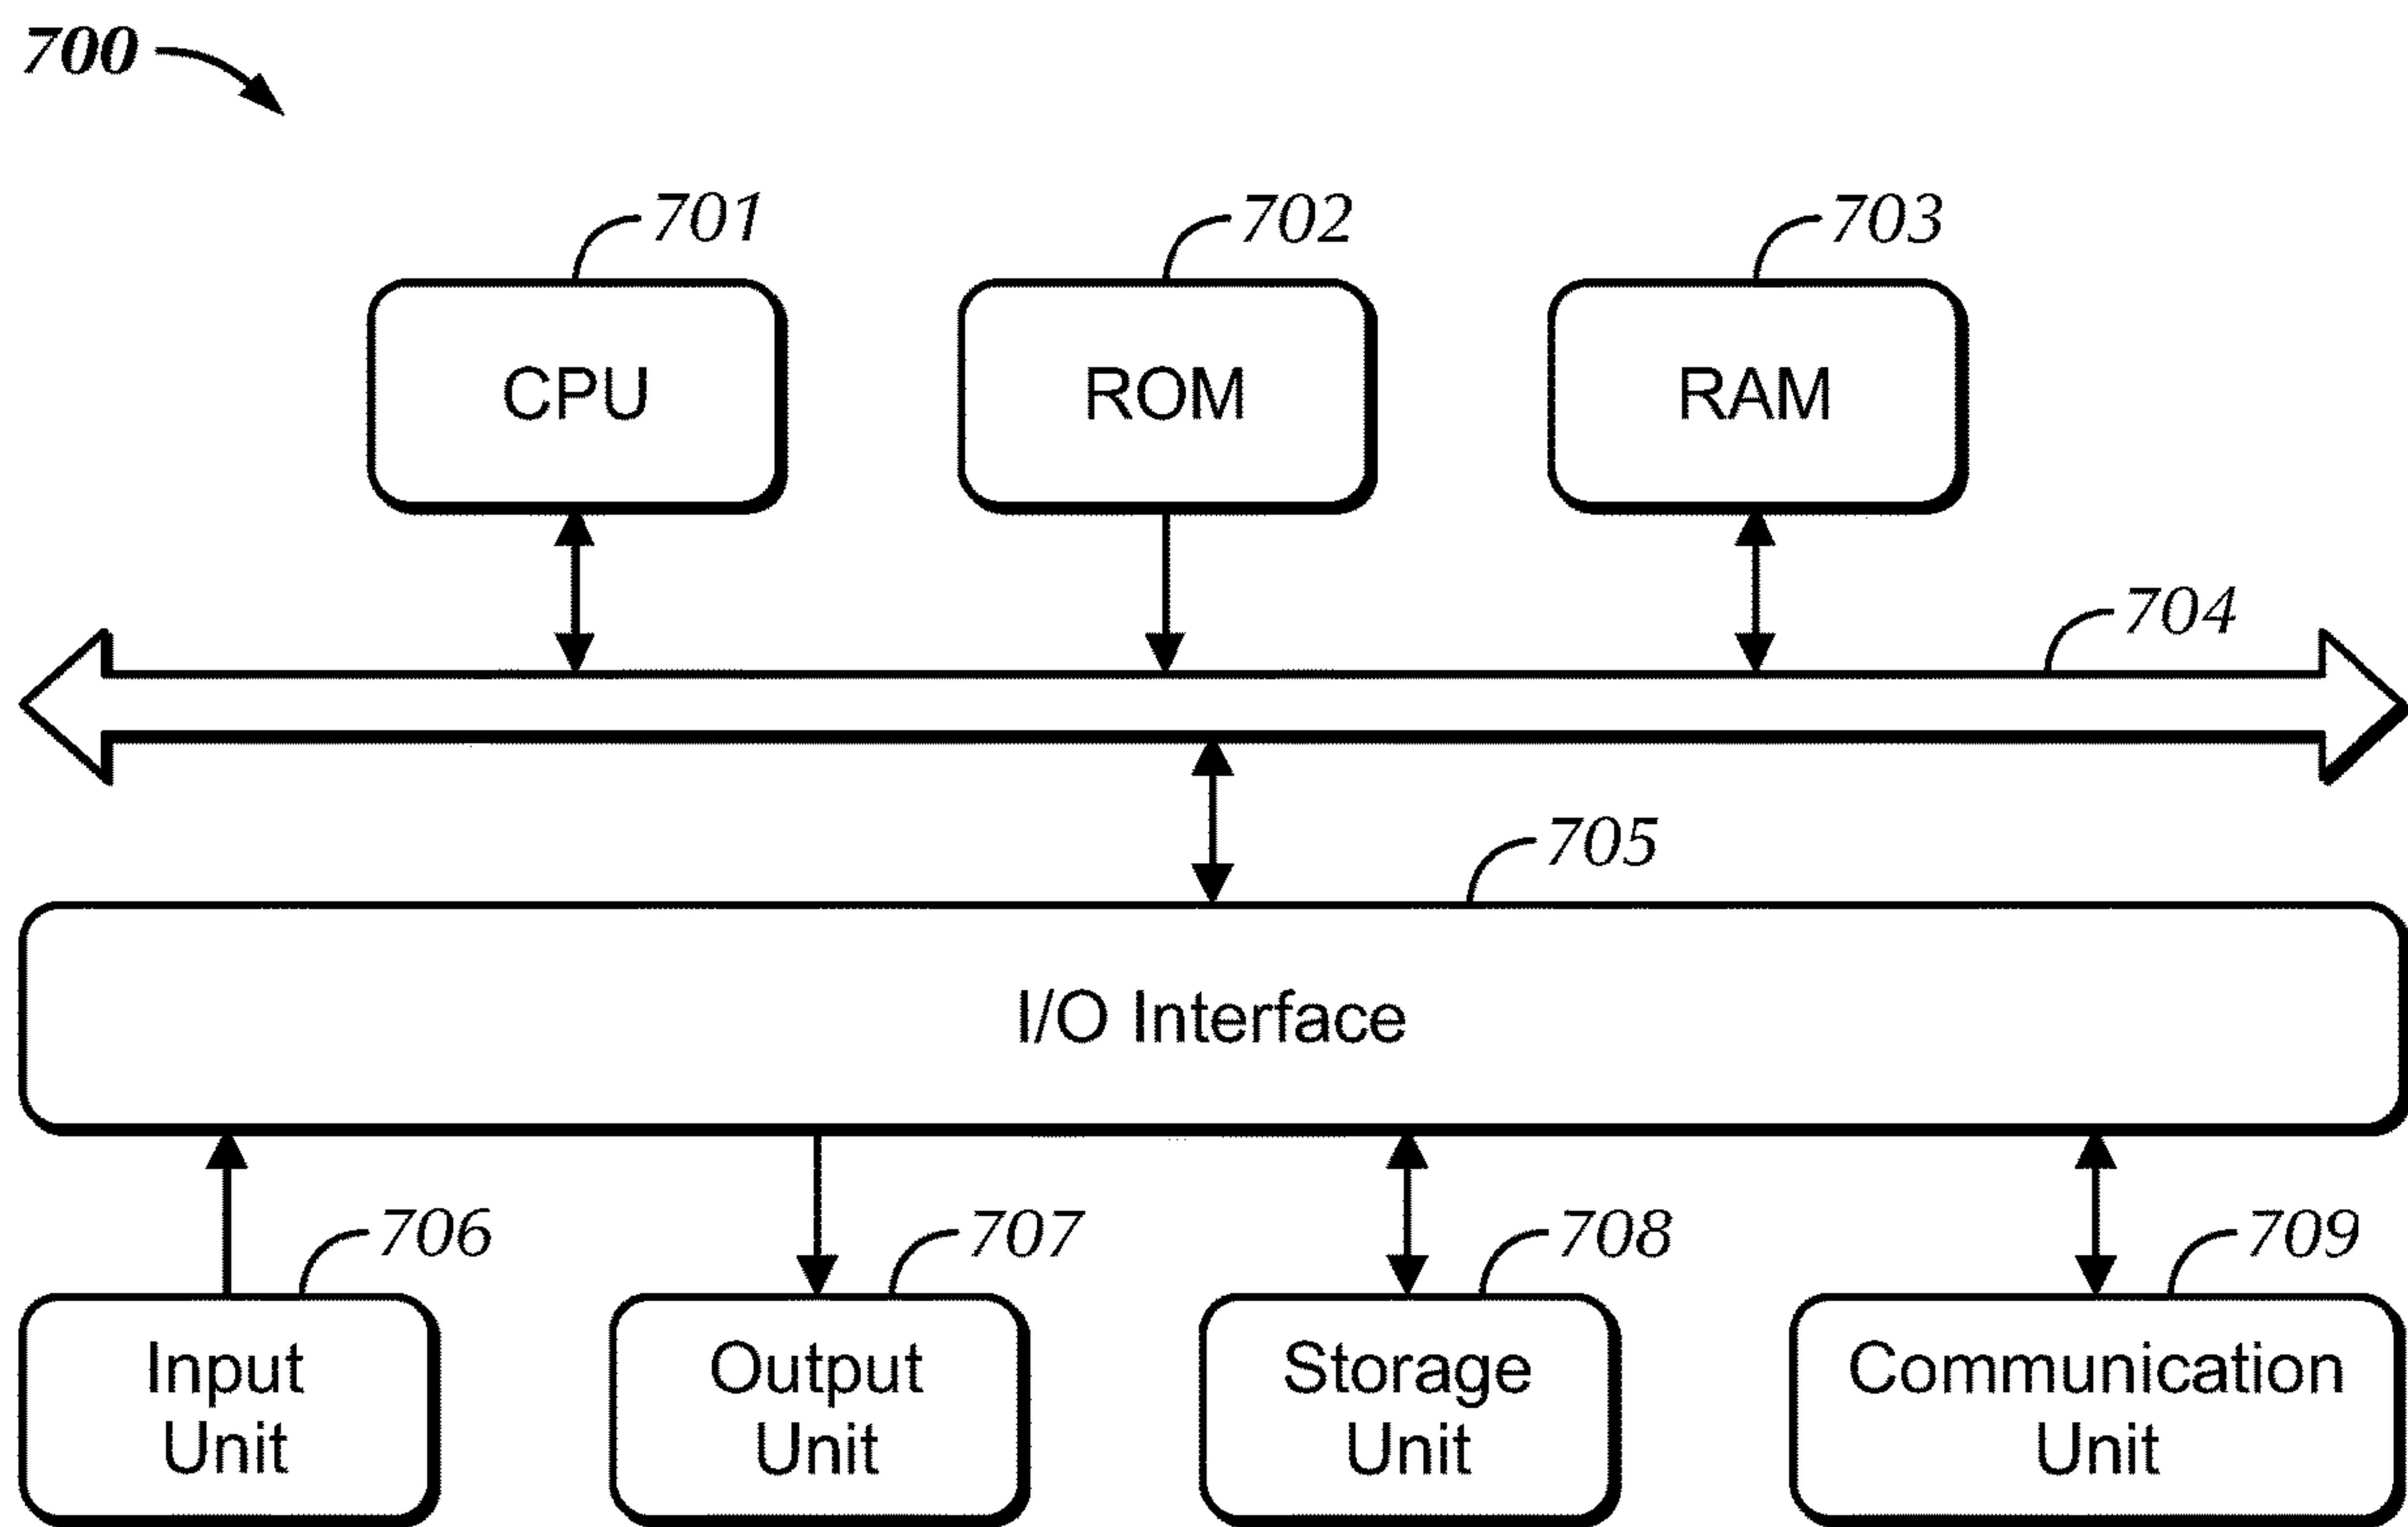 700
701
702
703
CPU
ROM
RAM
704
705
I/O Interface
706
707
708
709
Input
Unit
Output
Unit
Storage
Unit
Communication
Unit